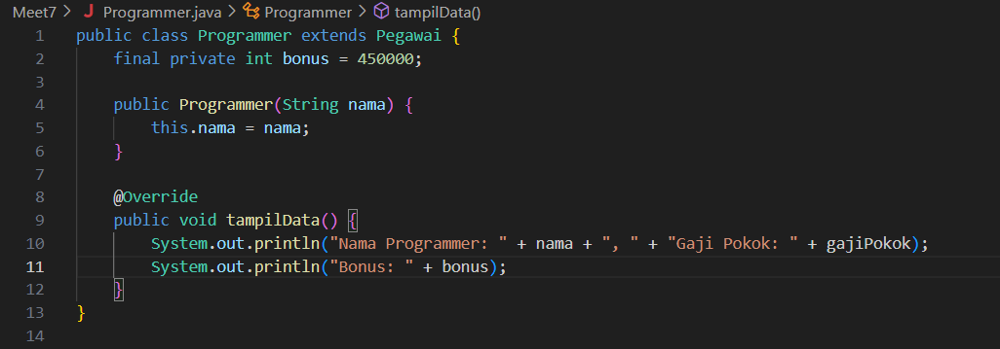 Meet7 > J Programmer.java > Programmer > tampilData()
1 public class Programmer extends Pegawai {
2 final private int bonus = 450000;
3
4 public Programmer(String nama) {
5 this.nama = nama;
6 }
7
8 @Override
9 public void tampilData() {
10 System.out.println("Nama Programmer: " + nama + ", " + "Gaji Pokok: " + gajiPokok);
11 System.out.println("Bonus: " + bonus);
12 }
13 }
14